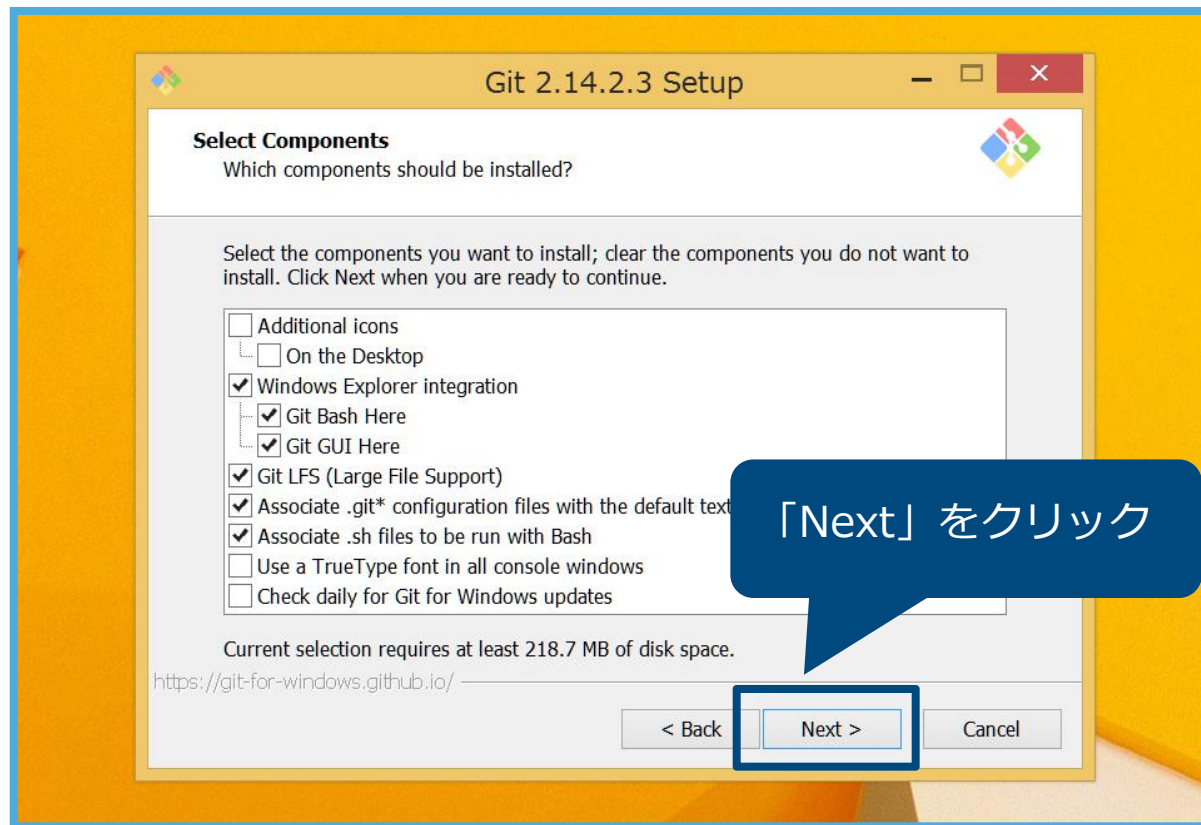 Git 2.14.2.3 Setup
Select Components
Which components should be installed?
Select the components you want to install; clear the components you do not want to
install. Click Next when you are ready to continue.
Additional icons
On the Desktop
Windows Explorer integration
Git Bash Here
Git GUI Here
Git LFS (Large File Support)
Associate .git* configuration files with the default text
Associate .sh files to be run with Bash
Use a TrueType font in all console windows
Check daily for Git for Windows updates
「Next」をクリック
Current selection requires at least 218.7 MB of disk space.
https://git-for-windows.github.io/
< Back Next > Cancel